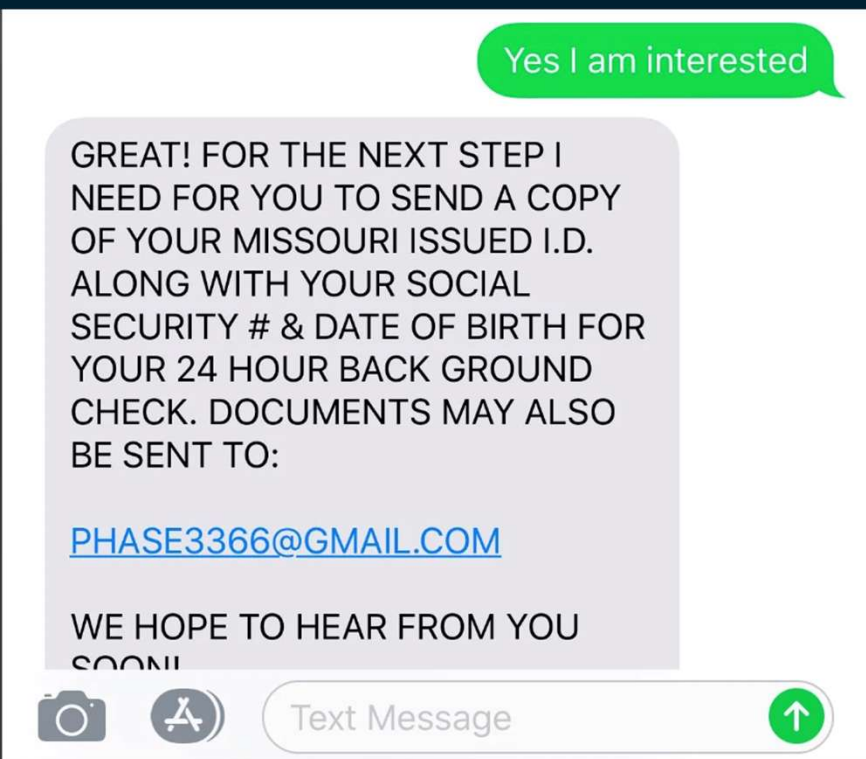 Yes I am interested
GREAT! FOR THE NEXT STEP I
NEED FOR YOU TO SEND A COPY
OF YOUR MISSOURI ISSUED I.D.
ALONG WITH YOUR SOCIAL
SECURITY # & DATE OF BIRTH FOR
YOUR 24 HOUR BACK GROUND
CHECK. DOCUMENTS MAY ALSO
BE SENT TO:
PHASE3366@GMAIL.COM
WE HOPE TO HEAR FROM YOU
SOON!
Text Message